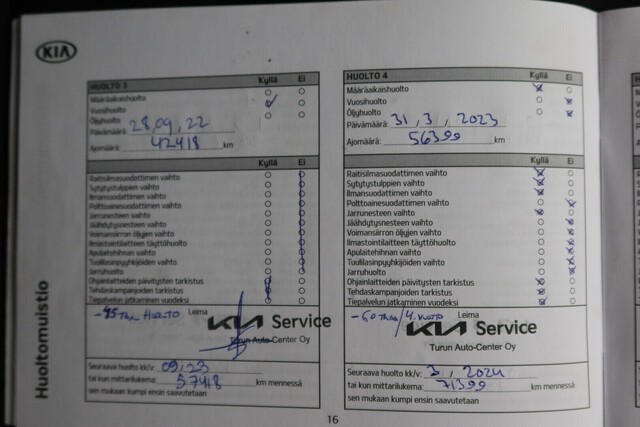 KIA
HUOLTO 3 Kyllä Ei
Määräaikaishuolto
Vuosihuolto
Öljyhuolto
Päivämäärä: 28,09,22
Ajomäärä: 42418 km
Kyllä Ei
Raitisilmasuodattimen vaihto
Sytytystulppien vaihto
Ilmansuodattimen vaihto
Polttoainesuodattimen vaihto
Jarrunesteen vaihto
Jäähdytysnesteen vaihto
Voimansiirron öljyjen vaihto
Ilmastointilaitteen täyttöhuolto
Apulaitehihnan vaihto
Tuulilasinpyyhkijöiden vaihto
Jarruhuolto
Ohjainlaitteiden päivitysten tarkistus
Tehdaskampanjoiden tarkistus
Tiepalvelun jatkaminen vuodeksi
Leima
KIA Service
Turun Auto-Center Oy
Seuraava huolto kk/v: 09,23
tai kun mittarilukema: 57418 km mennessä
sen mukaan kumpi ensin saavutetaan
HUOLTO 4 Kyllä Ei
Määräaikaishuolto
Vuosihuolto
Öljyhuolto
Päivämäärä: 31, 3, 2023
Ajomäärä: 56399 km
Kyllä Ei
Raitisilmasuodattimen vaihto
Sytytystulppien vaihto
Ilmansuodattimen vaihto
Polttoainesuodattimen vaihto
Jarrunesteen vaihto
Jäähdytysnesteen vaihto
Voimansiirron öljyjen vaihto
Ilmastointilaitteen täyttöhuolto
Apulaitehihnan vaihto
Tuulilasinpyyhkijöiden vaihto
Jarruhuolto
Ohjainlaitteiden päivitysten tarkistus
Tehdaskampanjoiden tarkistus
Tiepalvelun jatkaminen vuodeksi
Leima
KIA Service
Turun Auto-Center Oy
Seuraava huolto kk/v: 3, 2024
tai kun mittarilukema: 71399 km mennessä
sen mukaan kumpi ensin saavutetaan
Huoltomuistio
16